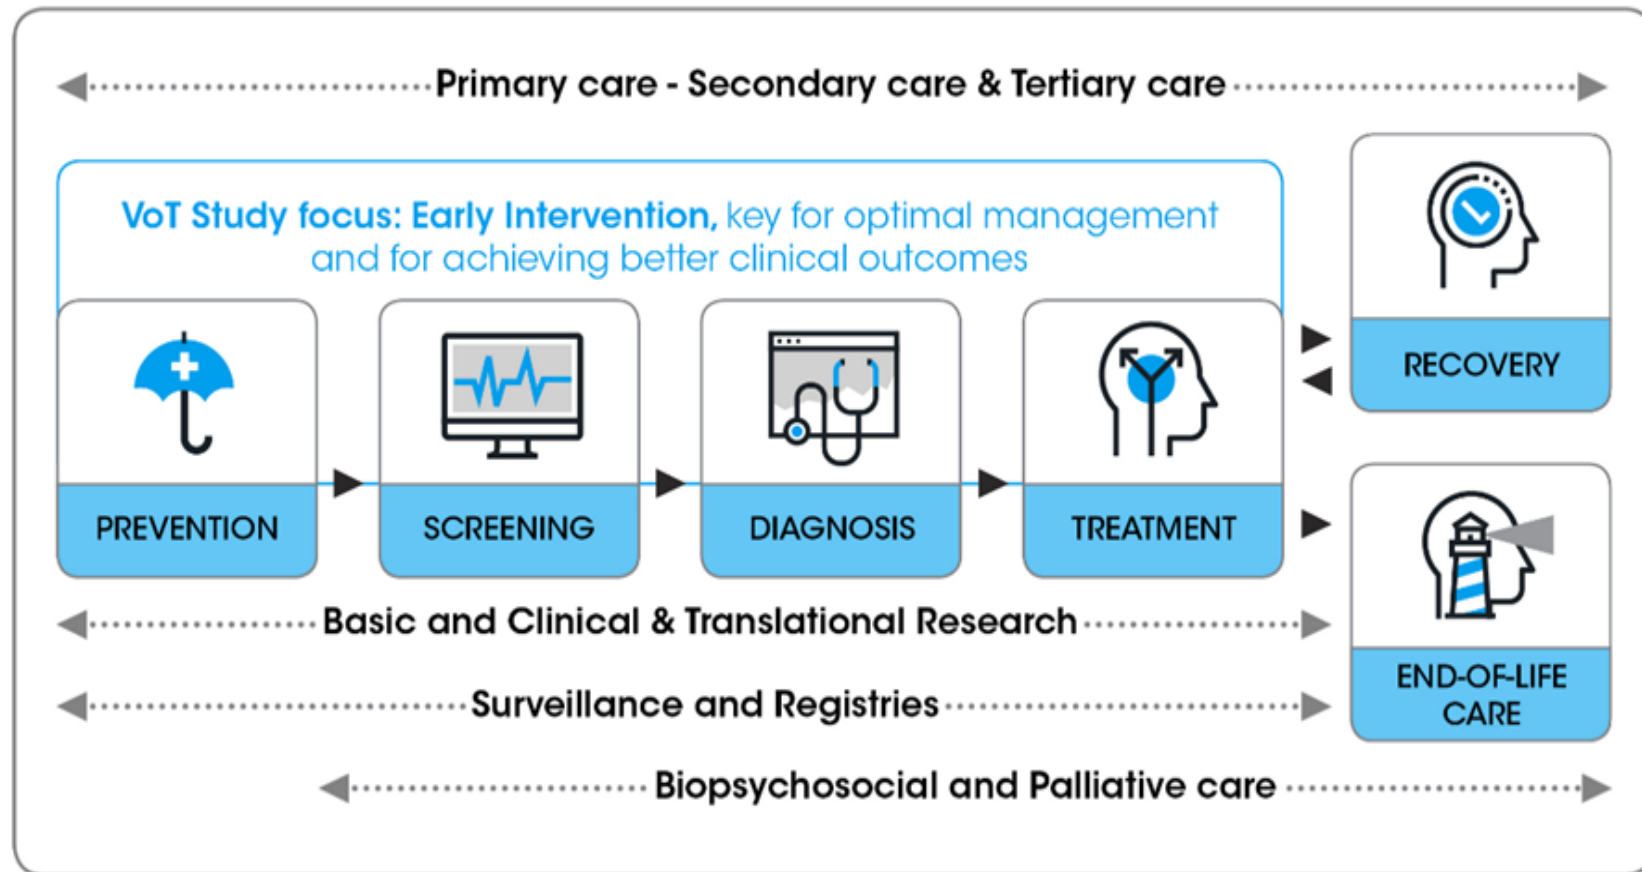 Primary care - Secondary care & Tertiary care
VoT Study focus: Early Intervention, key for optimal management
and for achieving better clinical outcomes
PREVENTION
SCREENING
DIAGNOSIS
TREATMENT
RECOVERY
END-OF-LIFE
CARE
Basic and Clinical & Translational Research
Surveillance and Registries
Biopsychosocial and Palliative care